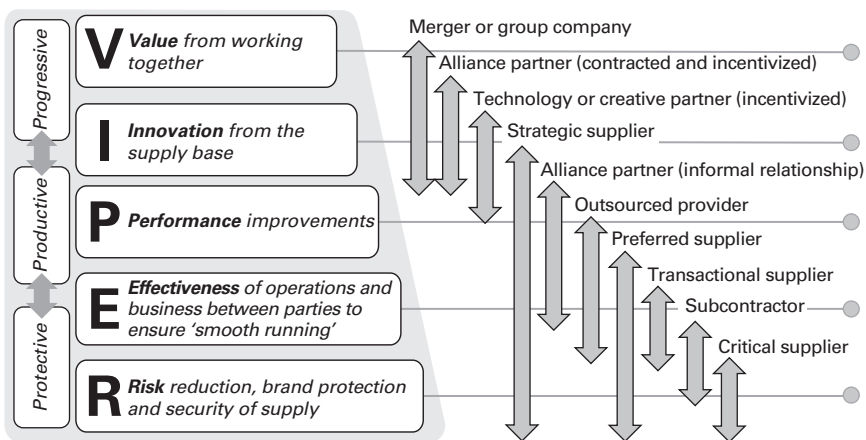 Progressive
Productive
Protective
V Value from working
together
I Innovation from the
supply base
P Performance improvements
E Effectiveness of operations and
business between parties to
ensure ‘smooth running’
R Risk reduction, brand protection
and security of supply
Merger or group company
Alliance partner (contracted and incentivized)
Technology or creative partner (incentivized)
Strategic supplier
Alliance partner (informal relationship)
Outsourced provider
Preferred supplier
Transactional supplier
Subcontractor
Critical supplier